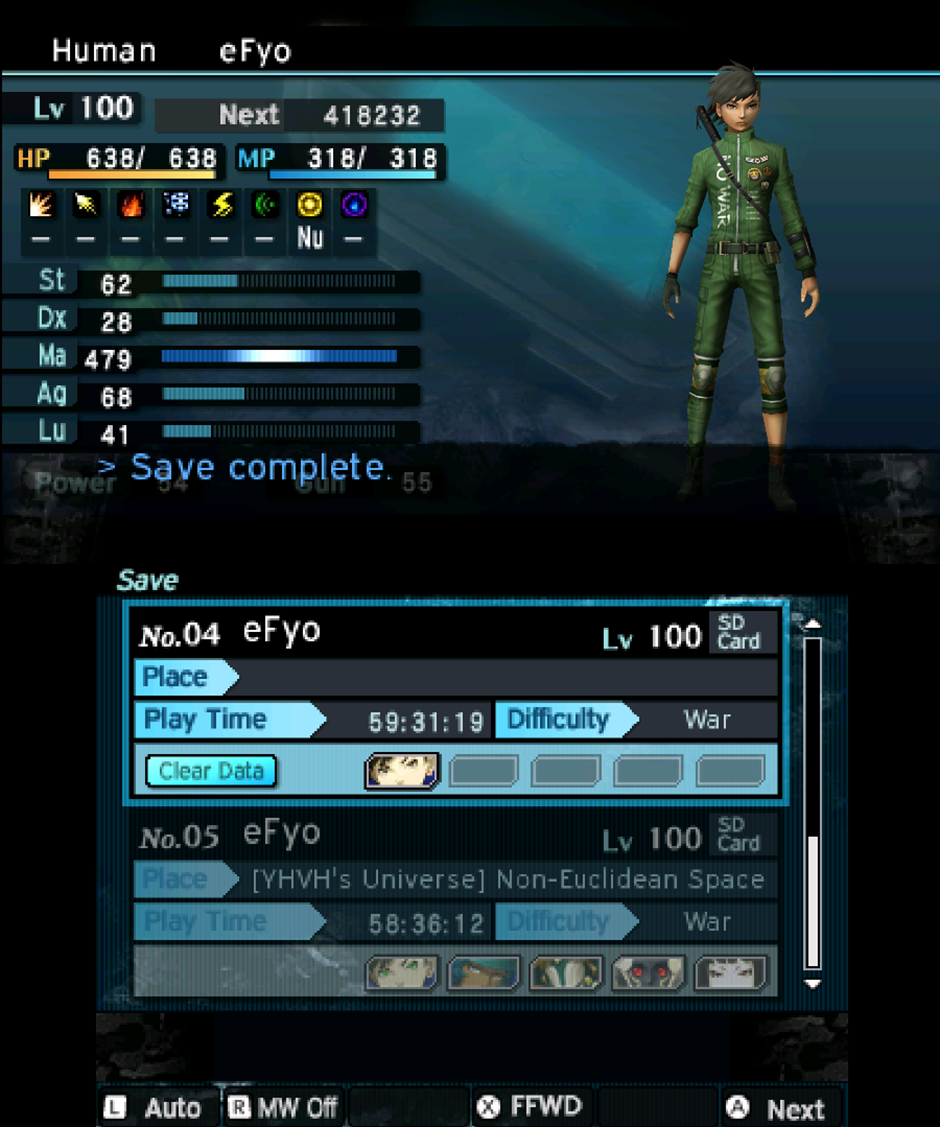 Human eFyo
Lv 100 Next 418232
HP 638/ 638 MP 318/ 318
— — — — — — Nu —
St 62
Dx 28
Ma 479
Ag 68
Lu 41
> Save complete.
Power 54 Gun 55
NO WAR
Save
No.04 eFyo Lv 100 SD Card
Place
Play Time 59:31:19 Difficulty War
Clear Data
No.05 eFyo Lv 100 SD Card
Place [YHVH's Universe] Non-Euclidean Space
Play Time 58:36:12 Difficulty War
L Auto R MW Off X FFWD A Next